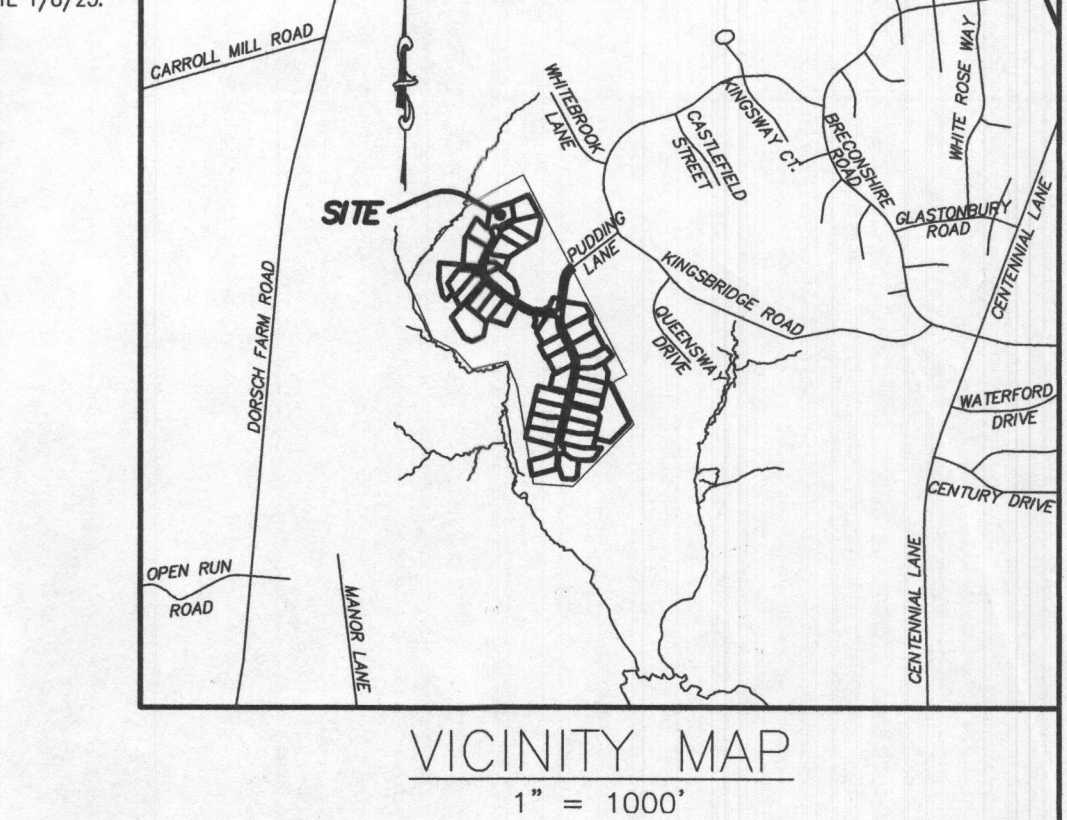 CARROLL MILL ROAD
DORSCH FARM ROAD
SITE
WHITEBROOK
LANE
CASTLEFIELD
STREET
KINGSWAY CT.
BRECONSHIRE
ROAD
WHITE ROSE WAY
GLASTONBURY
ROAD
CENTENNIAL LANE
PUDDING
LANE
KINGSBRIDGE ROAD
QUEENSWAY
DRIVE
WATERFORD
DRIVE
CENTURY DRIVE
CENTENNIAL LANE
OPEN RUN
ROAD
MANOR LANE
VICINITY MAP
1" = 1000'